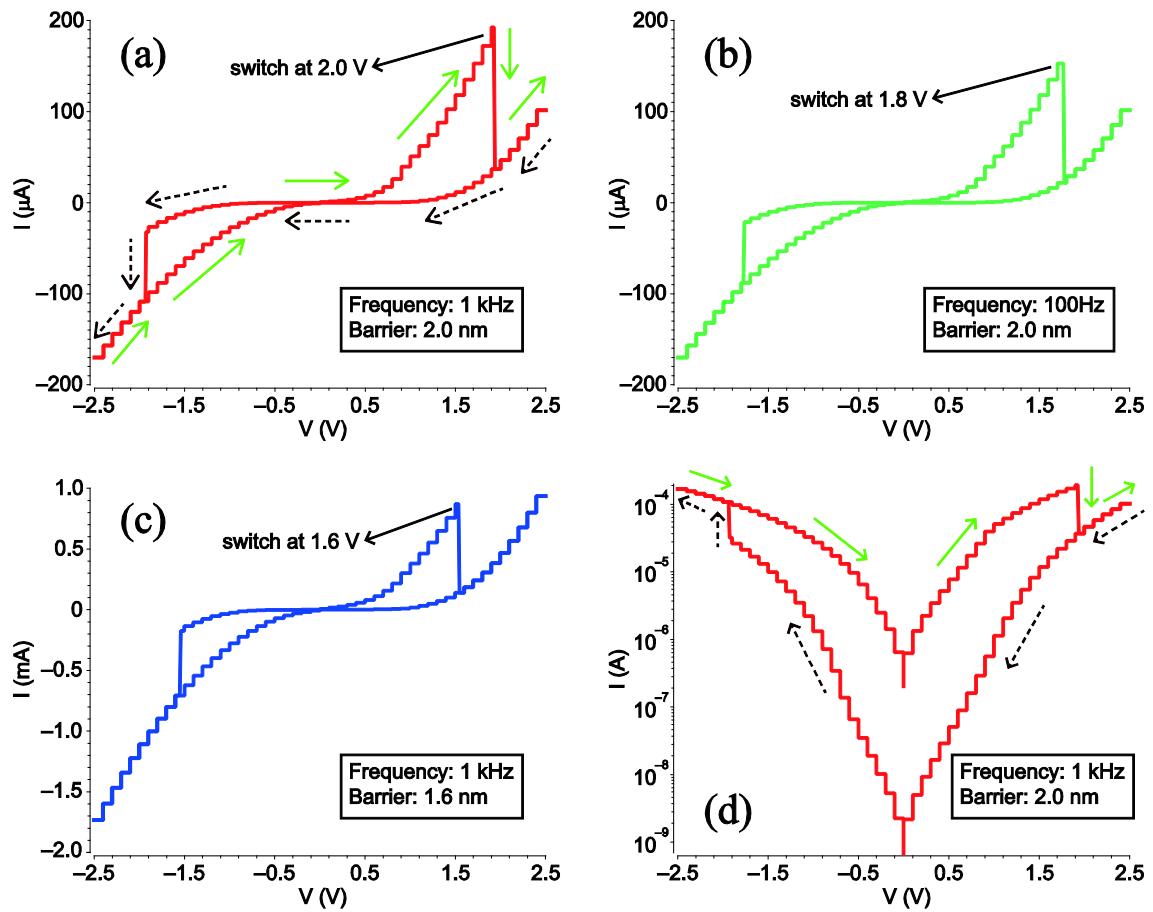 (a)
switch at 2.0 V
200
100
0
−100
−200
I (µA)
Frequency: 1 kHz
Barrier: 2.0 nm
−2.5 −1.5 −0.5 0.5 1.5 2.5
V (V)
(b)
switch at 1.8 V
200
100
0
−100
−200
I (µA)
Frequency: 100Hz
Barrier: 2.0 nm
−2.5 −1.5 −0.5 0.5 1.5 2.5
V (V)
(c)
switch at 1.6 V
1.0
0.5
0
−0.5
−1.0
−1.5
−2.0
I (mA)
Frequency: 1 kHz
Barrier: 1.6 nm
−2.5 −1.5 −0.5 0.5 1.5 2.5
V (V)
10⁻⁴
10⁻⁵
10⁻⁶
10⁻⁷
10⁻⁸
10⁻⁹
I (A)
Frequency: 1 kHz
Barrier: 2.0 nm
(d)
−2.5 −1.5 −0.5 0.5 1.5 2.5
V (V)